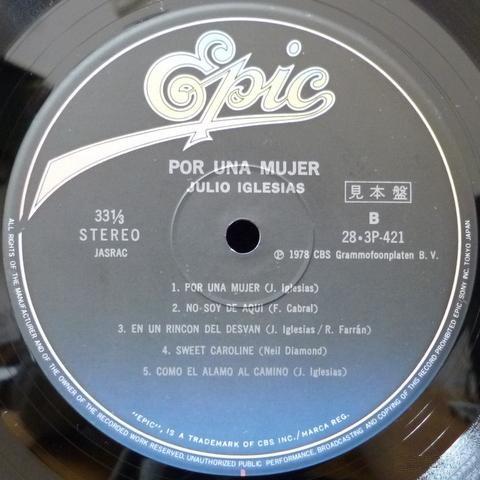 Epic
POR UNA MUJER
JULIO IGLESIAS
見本盤
33⅓
STEREO
JASRAC
B
28・3P-421
Ⓟ 1978 CBS Grammofoonplaten B. V.
1. POR UNA MUJER (J. Iglesias)
2. NO SOY DE AQUI (F. Cabral)
3. EN UN RINCON DEL DESVAN (J. Iglesias / R. Farrán)
4. SWEET CAROLINE (Neil Diamond)
5. COMO EL ALAMO AL CAMINO (J. Iglesias)
"EPIC", IS A TRADEMARK OF CBS INC./MARCA REG.
ALL RIGHTS OF THE MANUFACTURER AND OF THE OWNER OF THE RECORDED WORK RESERVED. UNAUTHORIZED PUBLIC PERFORMANCE, BROADCASTING AND COPYING OF THIS RECORD PROHIBITED EPIC/SONY INC. TOKYO JAPAN